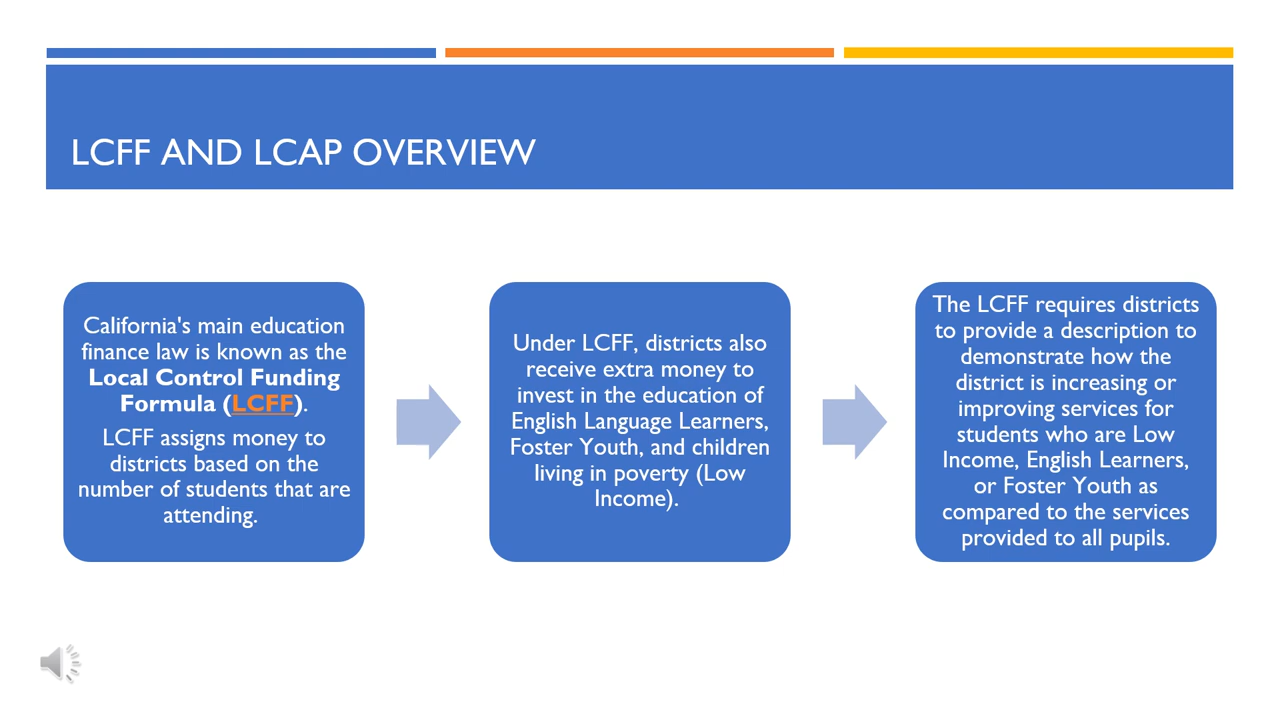 LCFF AND LCAP OVERVIEW
California's main education
finance law is known as the
Local Control Funding
Formula (LCFF).
LCFF assigns money to
districts based on the
number of students that are
attending.
Under LCFF, districts also
receive extra money to
invest in the education of
English Language Learners,
Foster Youth, and children
living in poverty (Low
Income).
The LCFF requires districts
to provide a description to
demonstrate how the
district is increasing or
improving services for
students who are Low
Income, English Learners,
or Foster Youth as
compared to the services
provided to all pupils.